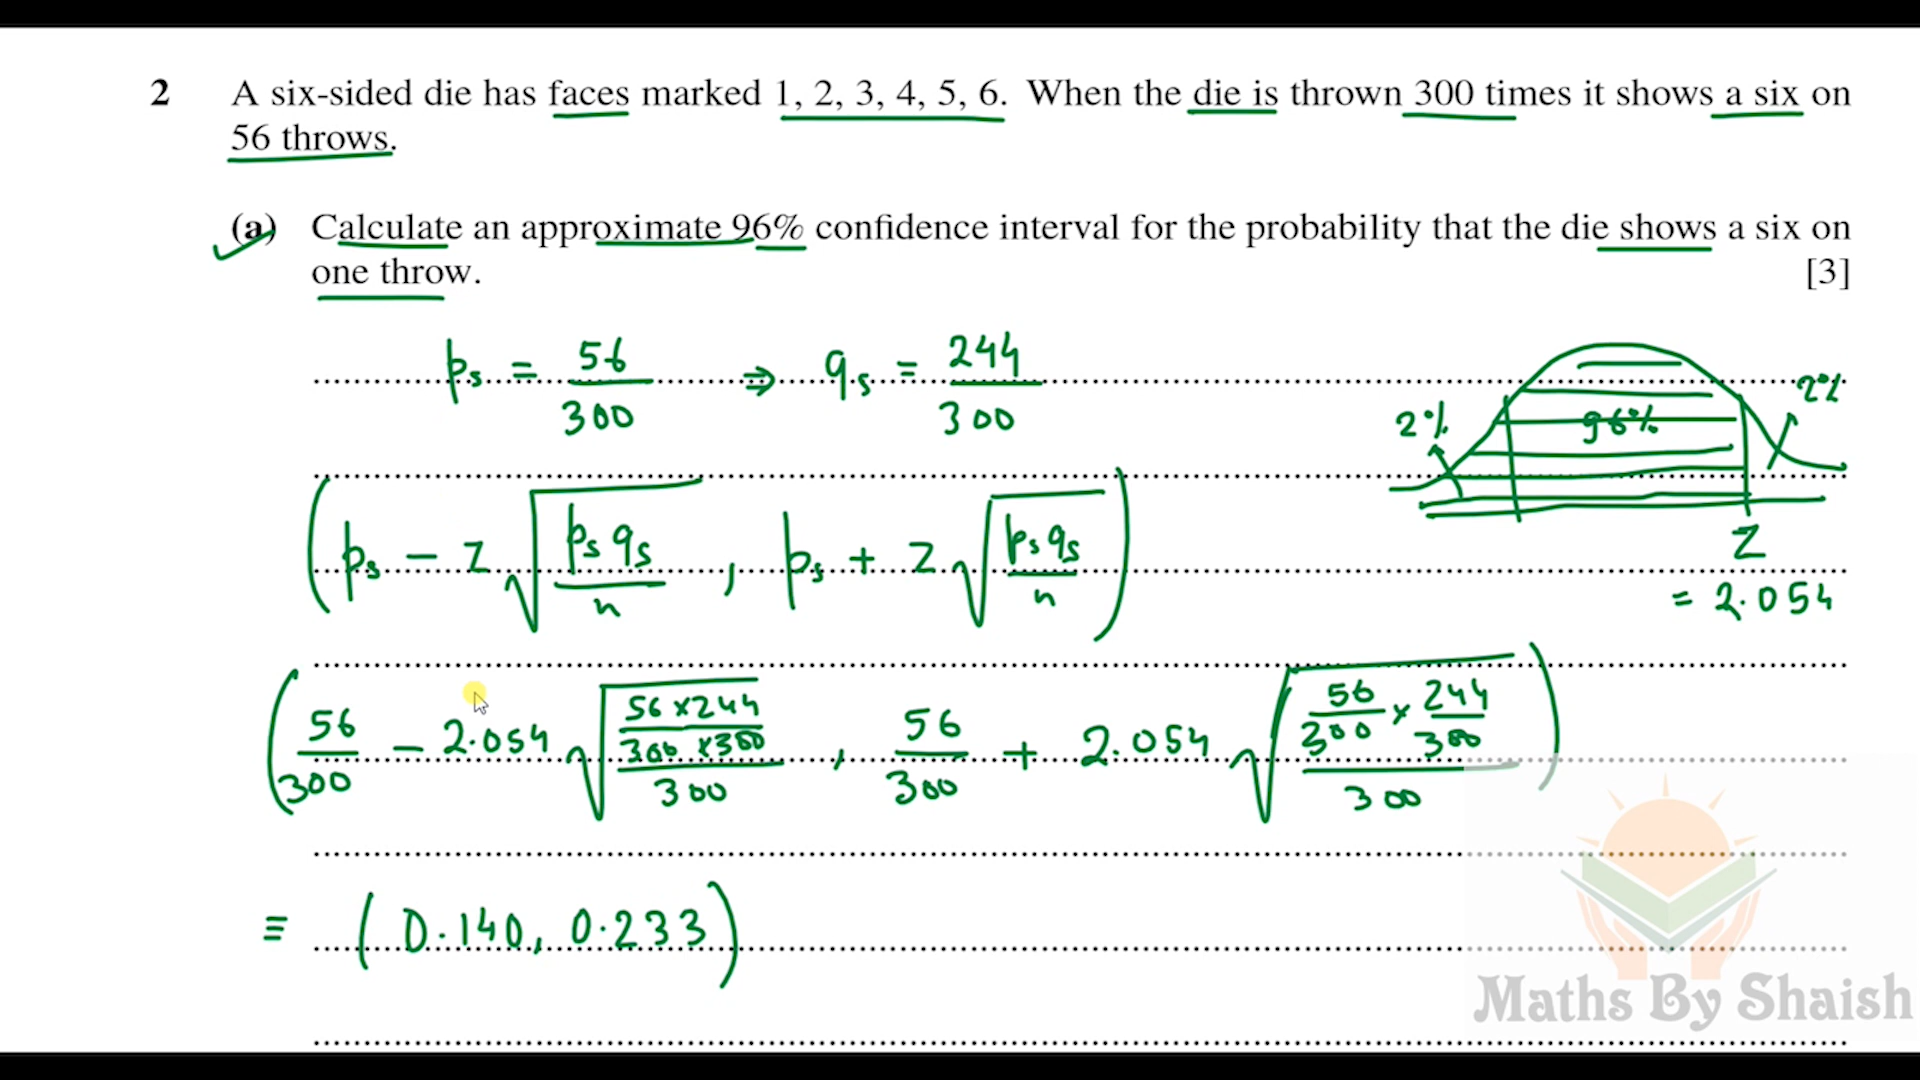 2 A six-sided die has faces marked 1, 2, 3, 4, 5, 6. When the die is thrown 300 times it shows a six on
56 throws.
(a) Calculate an approximate 96% confidence interval for the probability that the die shows a six on
one throw. [3]
pₛ = 56/300 ⇒ qₛ = 244/300
2% 96% 2%
(pₛ − z √(pₛ qₛ / n) , pₛ + z √(pₛ qₛ / n))
z
= 2.054
(56/300 − 2.054 √((56×244 / 300×300) / 300) , 56/300 + 2.054 √((56/300 × 244/300) / 300))
≡ (0.140, 0.233)
Maths By Shaish